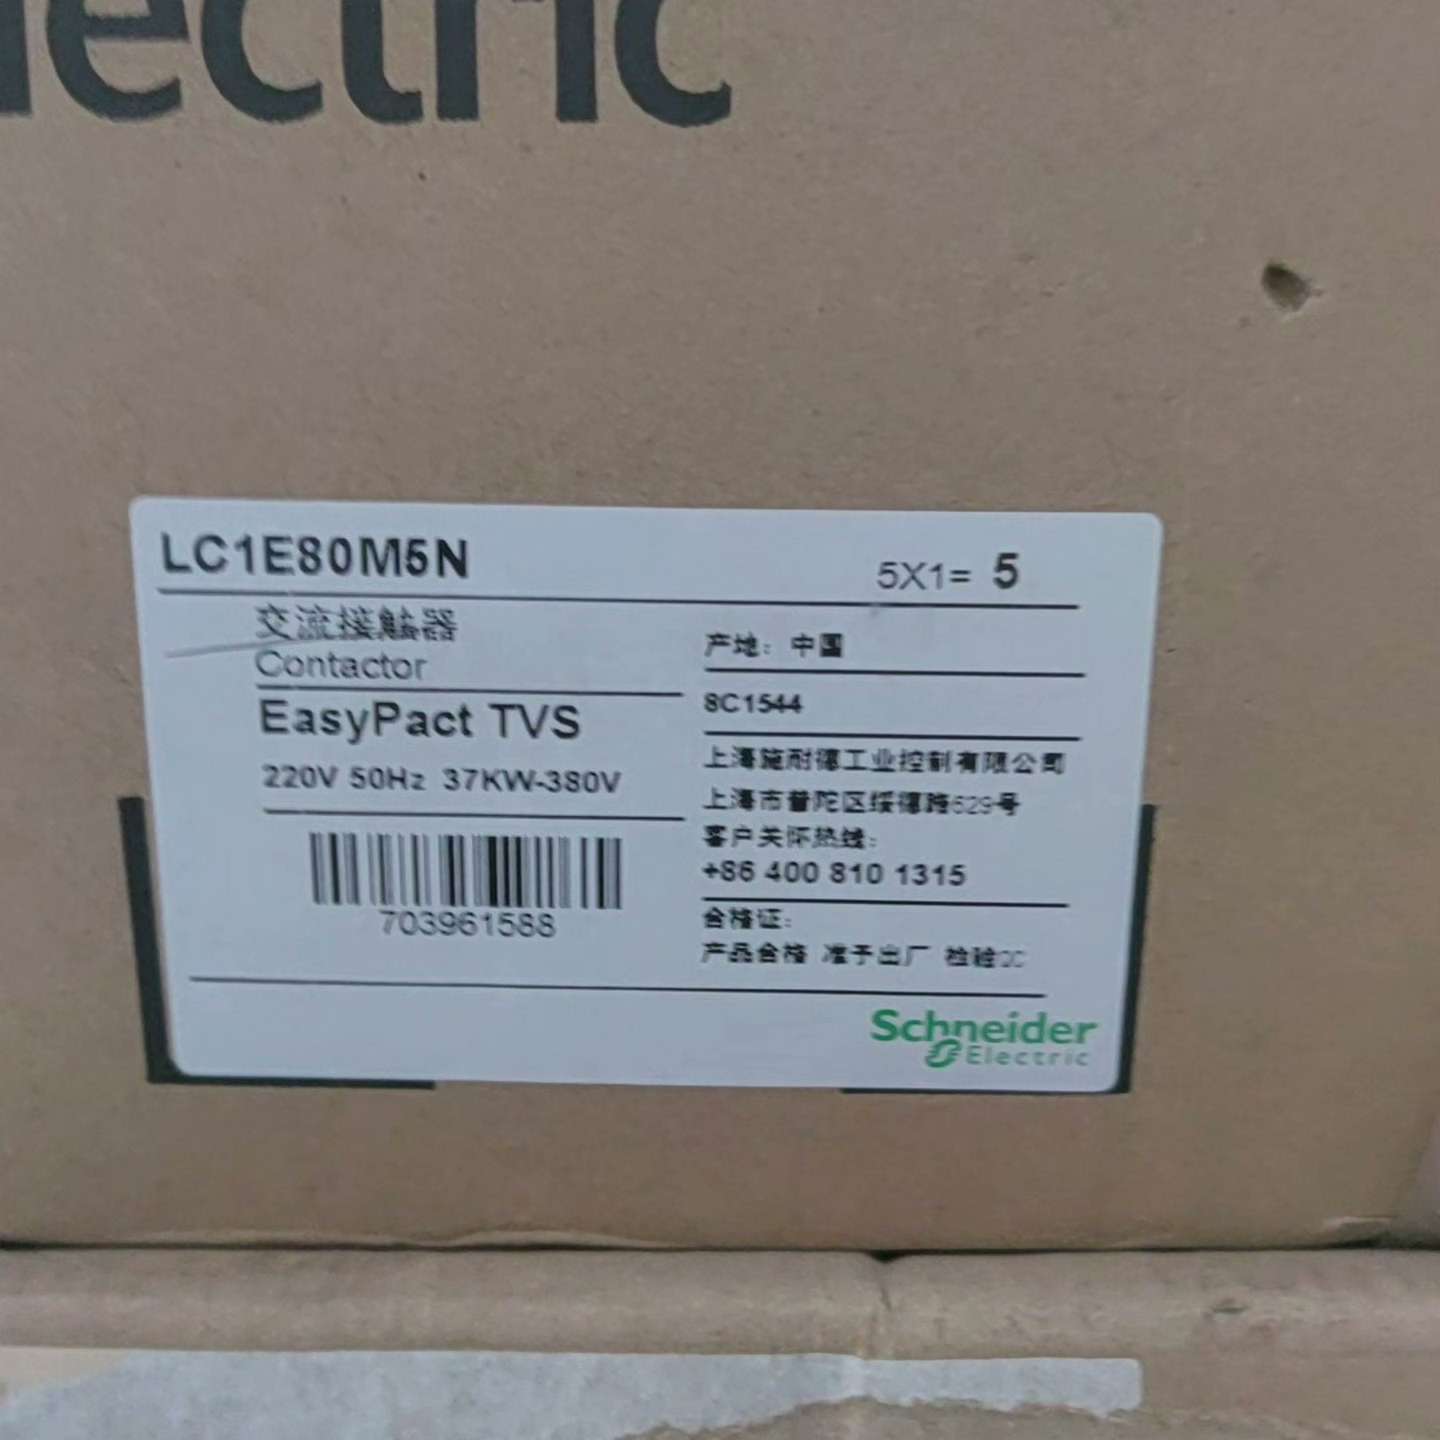 lectric
LC1E80M5N
5X1= 5
交流接触器
Contactor
EasyPact TVS
220V 50Hz 37KW-380V
703961588
产地：中国
8C1544
上海施耐德工业控制有限公司
上海市普陀区绥德路629号
客户关怀热线：
+86 400 810 1315
合格证：
产品合格 准予出厂 检验
Schneider
Electric